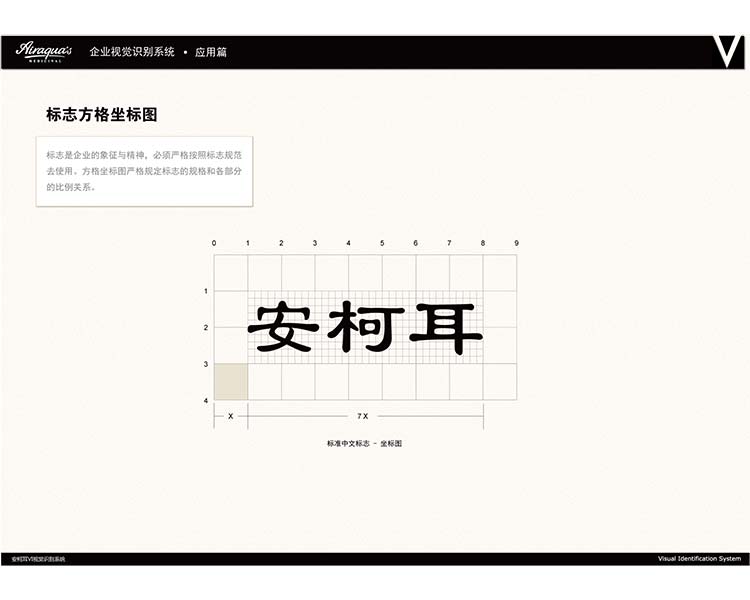 Airaqua's
MEDICINAL
企业视觉识别系统 • 应用篇
V
标志方格坐标图
标志是企业的象征与精神，必须严格按照标志规范
去使用。方格坐标图严格规定标志的规格和各部分
的比例关系。
0 1 2 3 4 5 6 7 8 9
1
2
3
4
安柯耳
X 7X
标准中文标志 - 坐标图
安柯耳VI视觉识别系统 Visual Identification System